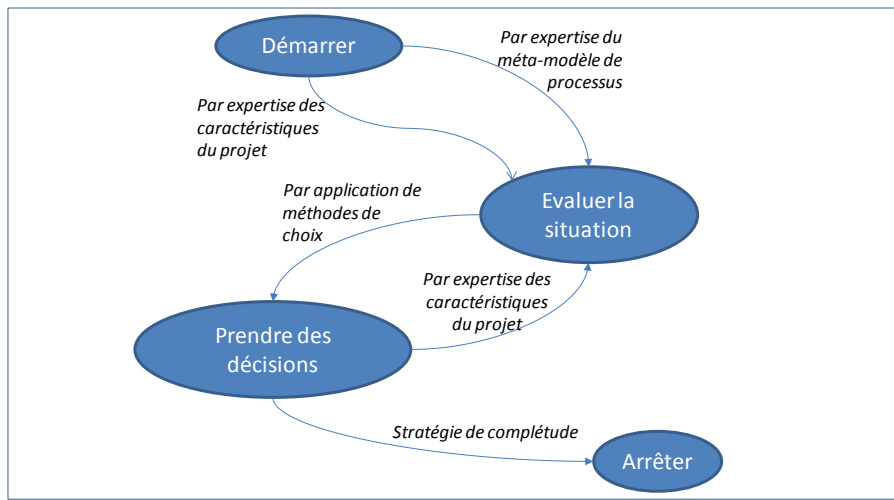 Démarrer
Par expertise du
méta-modèle de
processus
Par expertise des
caractéristiques
du projet
Par application de
méthodes de
choix
Evaluer la
situation
Par expertise des
caractéristiques
du projet
Prendre des
décisions
Stratégie de complétude
Arrêter